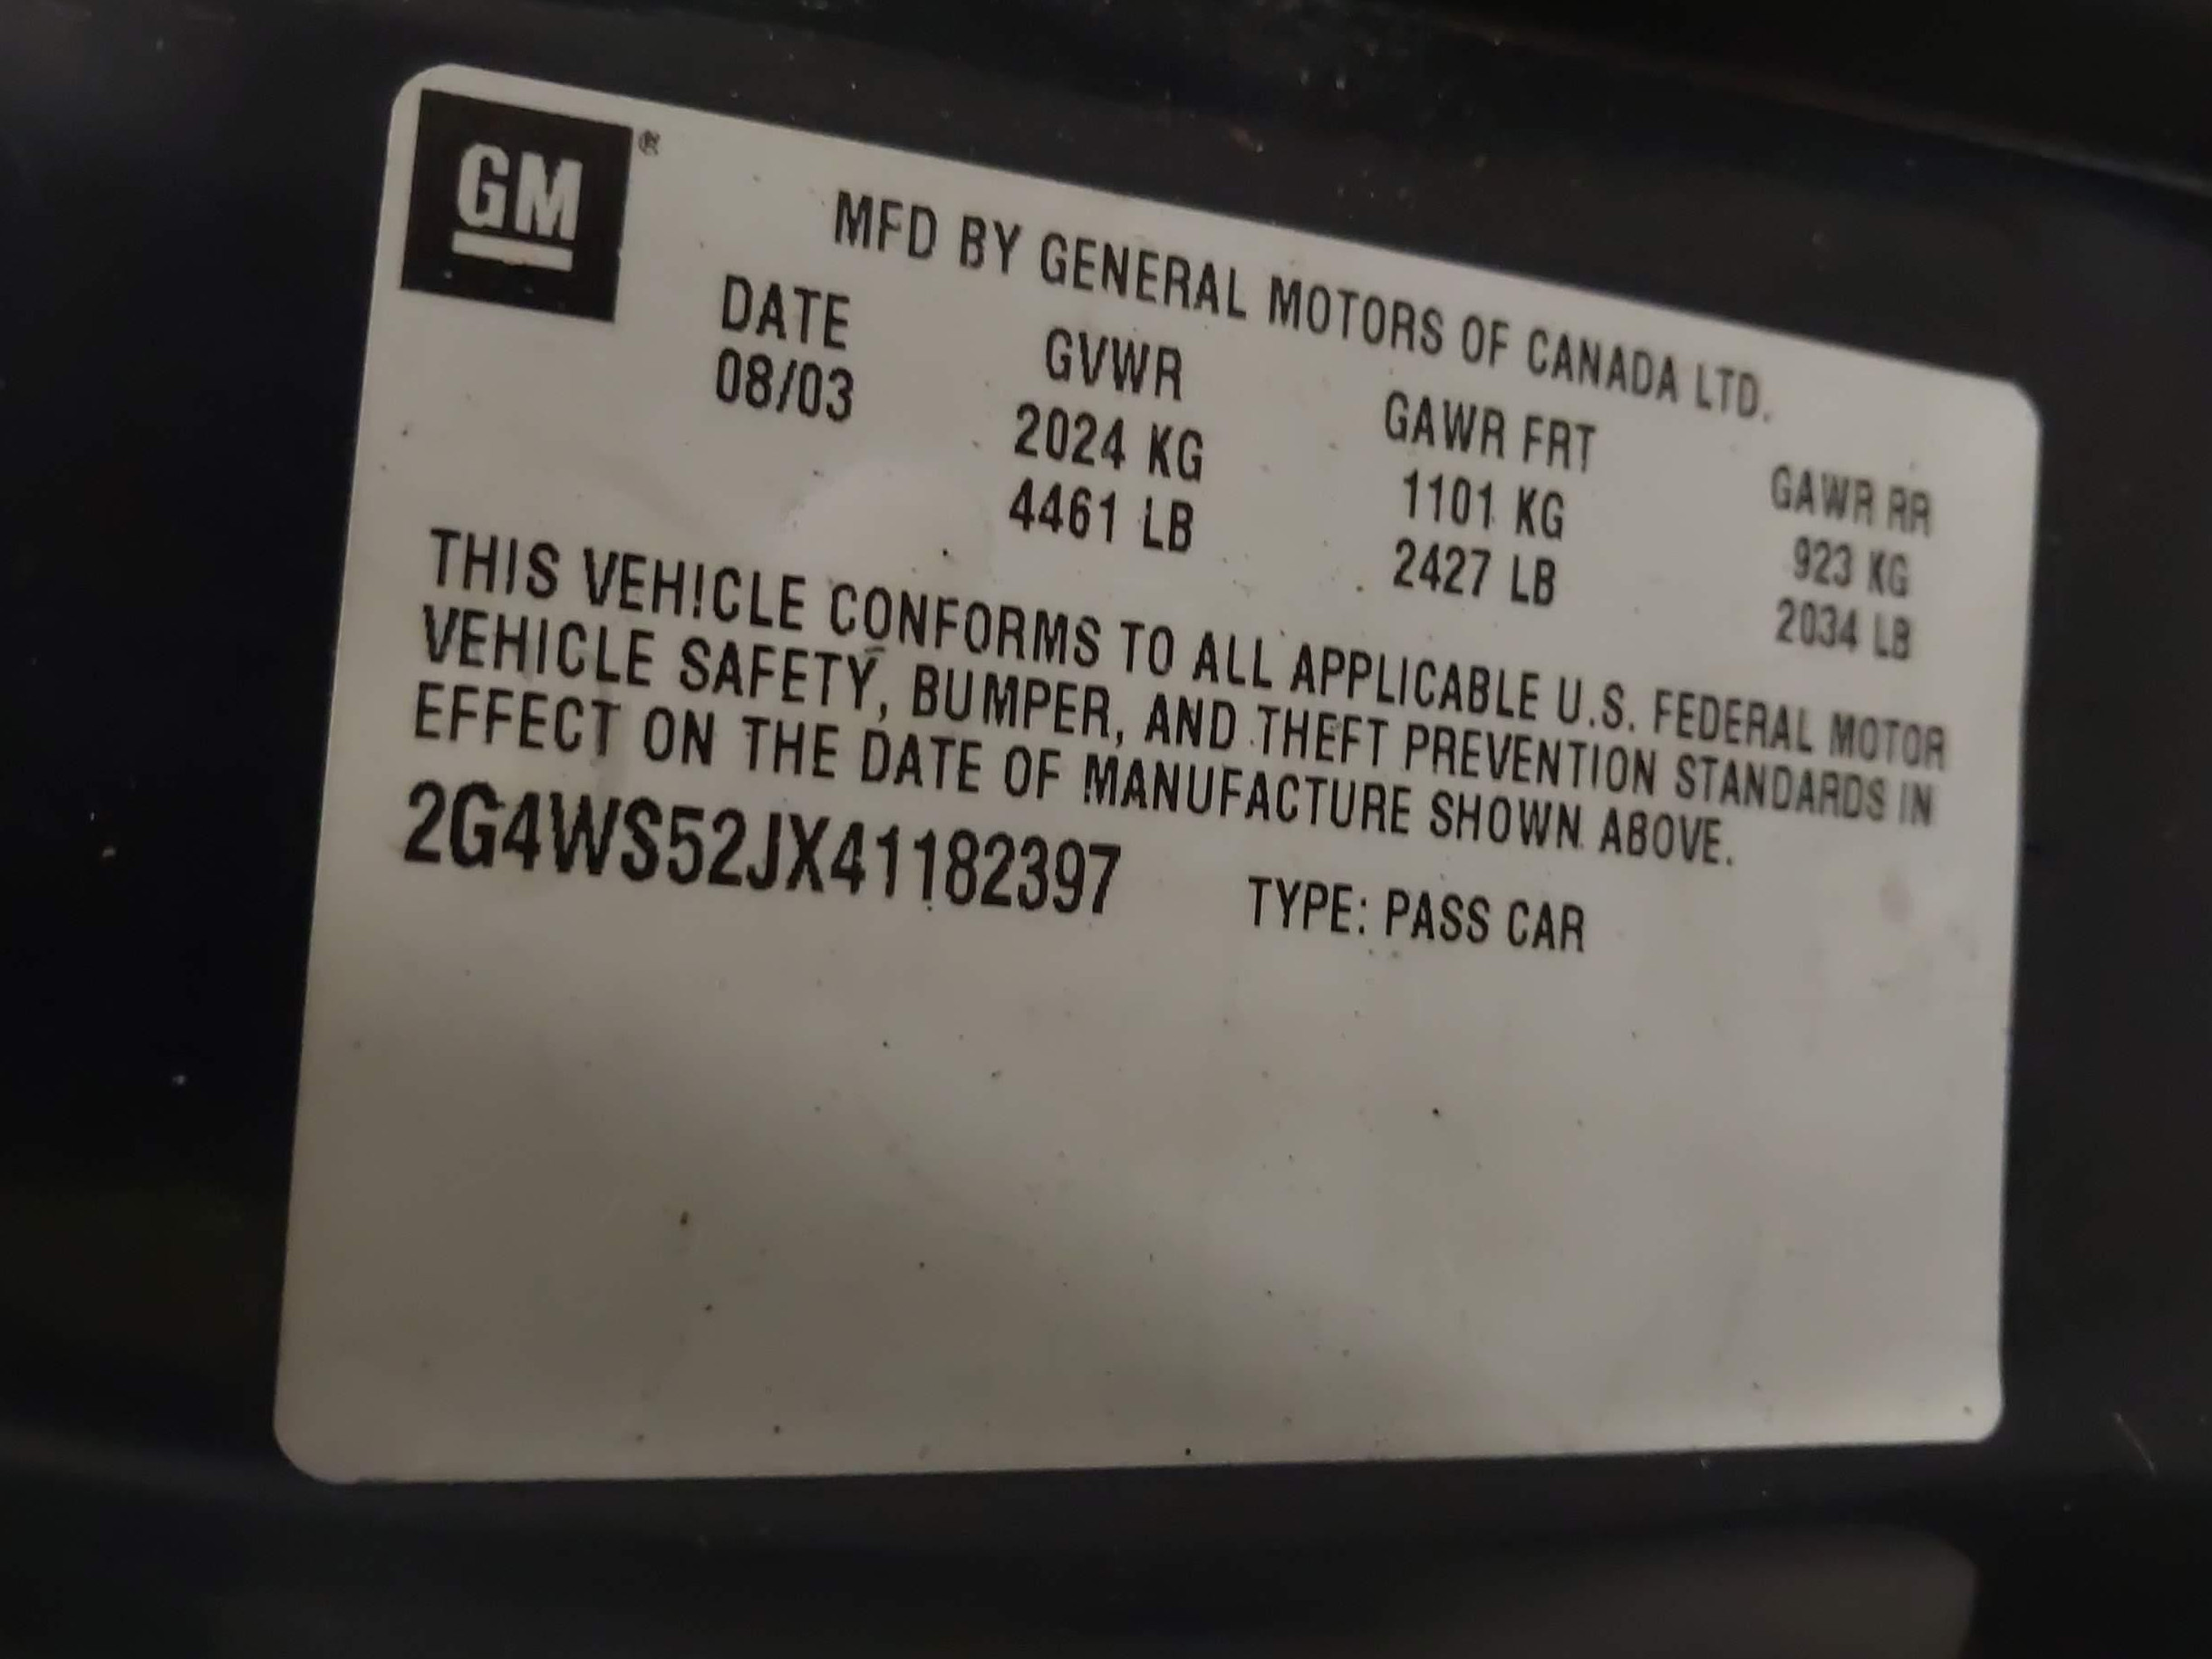 GM®
MFD BY GENERAL MOTORS OF CANADA LTD.
DATE GVWR GAWR FRT GAWR RR
08/03 2024 KG 1101 KG 923 KG
4461 LB 2427 LB 2034 LB
THIS VEHICLE CONFORMS TO ALL APPLICABLE U.S. FEDERAL MOTOR
VEHICLE SAFETY, BUMPER, AND THEFT PREVENTION STANDARDS IN
EFFECT ON THE DATE OF MANUFACTURE SHOWN ABOVE.
2G4WS52JX41182397 TYPE: PASS CAR